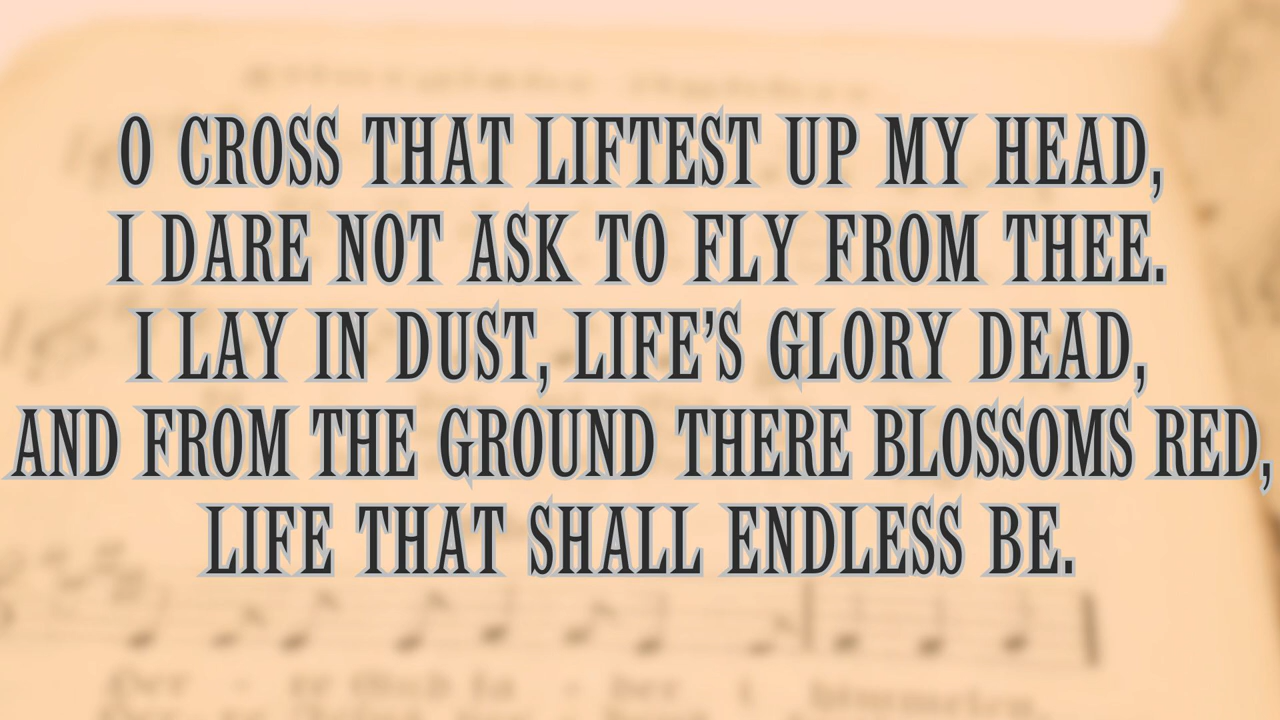 O CROSS THAT LIFTEST UP MY HEAD,
I DARE NOT ASK TO FLY FROM THEE.
I LAY IN DUST, LIFE’S GLORY DEAD,
AND FROM THE GROUND THERE BLOSSOMS RED,
LIFE THAT SHALL ENDLESS BE.